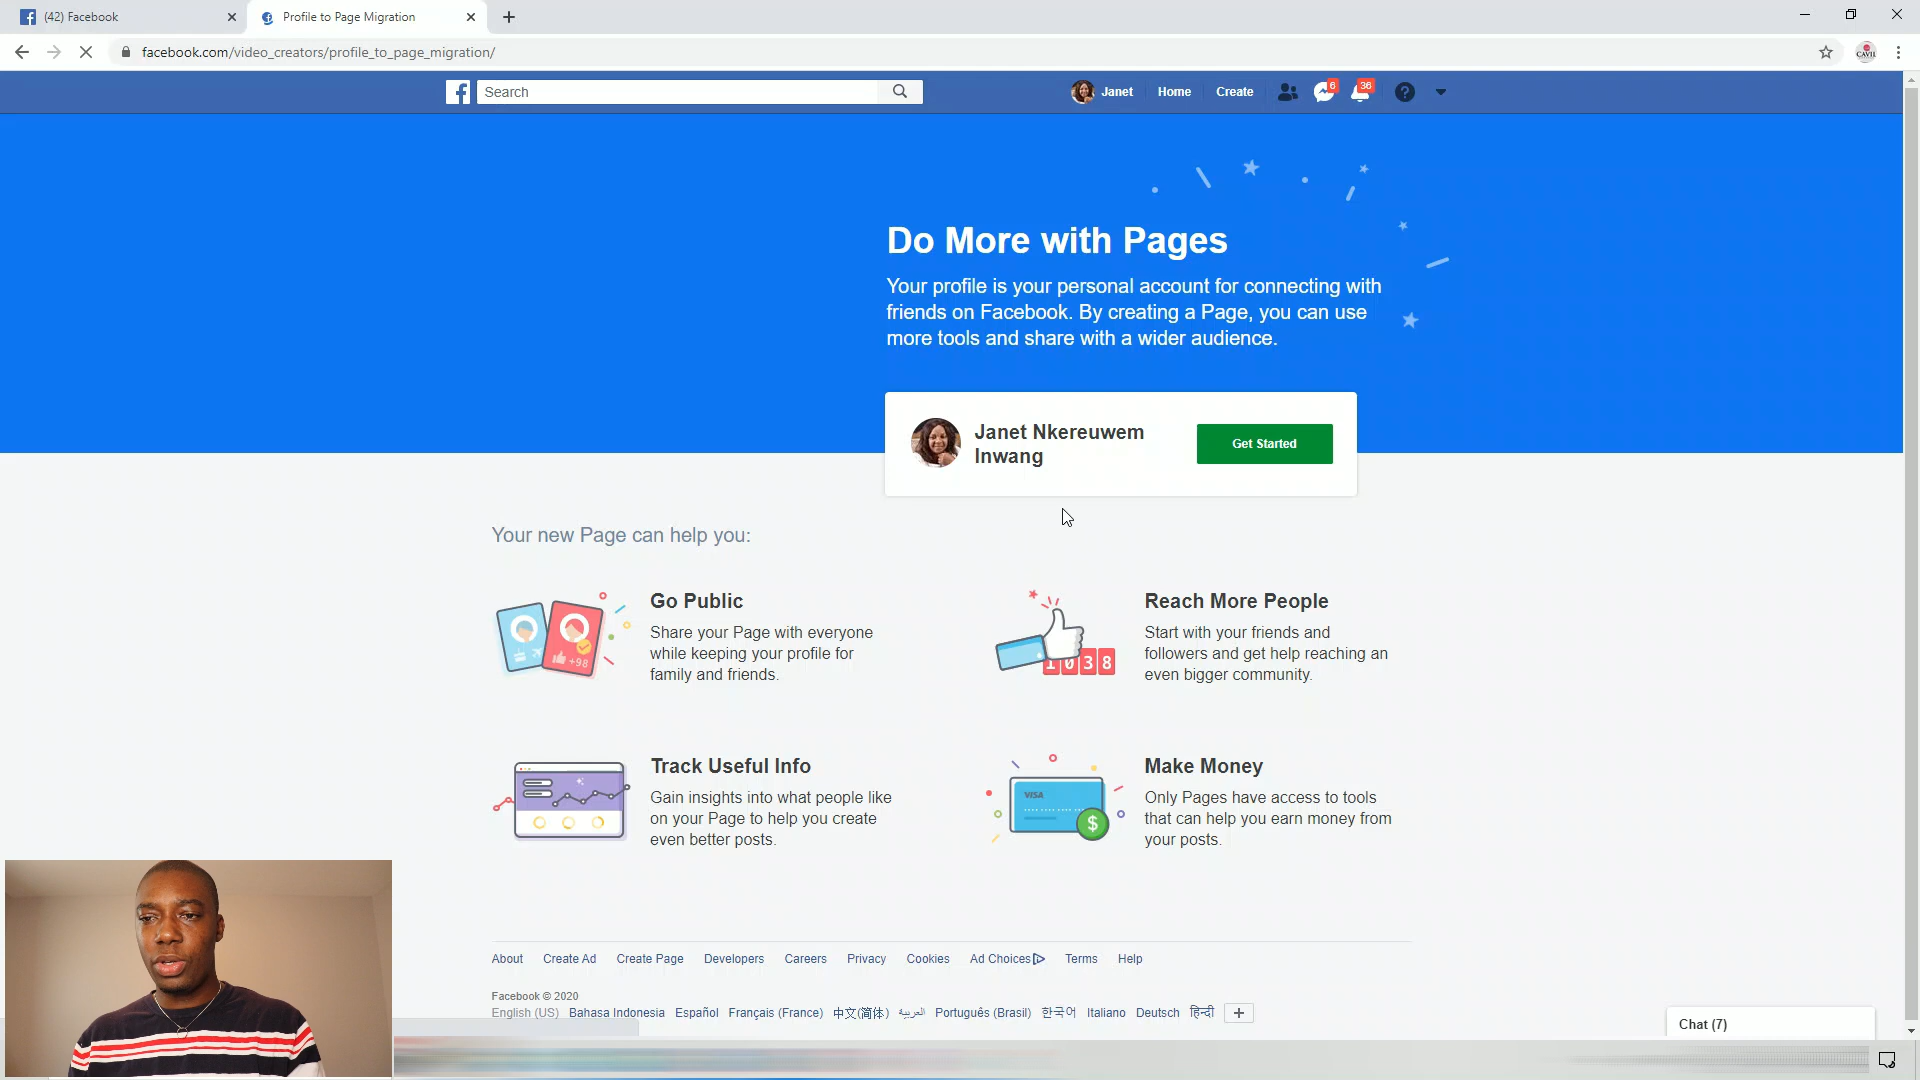 (42) Facebook
Profile to Page Migration
facebook.com/video_creators/profile_to_page_migration/
CAVIL
Search
Janet
Home
Create
6
36
Do More with Pages
Your profile is your personal account for connecting with
friends on Facebook. By creating a Page, you can use
more tools and share with a wider audience.
Janet Nkereuwem
Inwang
Get Started
Your new Page can help you:
Go Public
Share your Page with everyone
while keeping your profile for
family and friends.
+98
Reach More People
Start with your friends and
followers and get help reaching an
even bigger community.
1038
Track Useful Info
Gain insights into what people like
on your Page to help you create
even better posts.
Make Money
Only Pages have access to tools
that can help you earn money from
your posts.
VISA
$
About Create Ad Create Page Developers Careers Privacy Cookies Ad Choices Terms Help
Facebook © 2020
English (US) Bahasa Indonesia Español Français (France) 中文(简体) العربية Português (Brasil) 한국어 Italiano Deutsch हिन्दी
Chat (7)